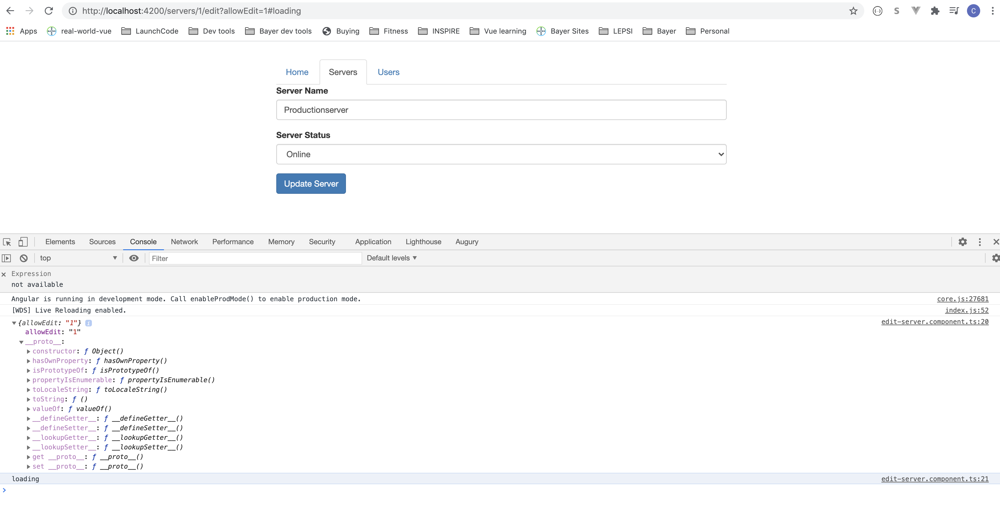 http://localhost:4200/servers/1/edit?allowEdit=1#loading
S
C
Apps real-world-vue LaunchCode Dev tools Bayer dev tools Buying Fitness INSPIRE Vue learning Bayer Sites LEPSI Bayer Personal
Home Servers Users
Server Name
Productionserver
Server Status
Online
Update Server
Elements Sources Console Network Performance Memory Security Application Lighthouse Augury
top Filter Default levels
Expression
not available
Angular is running in development mode. Call enableProdMode() to enable production mode. core.js:27681
[WDS] Live Reloading enabled. index.js:52
{allowEdit: "1"} i edit-server.component.ts:20
allowEdit: "1"
__proto__:
constructor: ƒ Object()
hasOwnProperty: ƒ hasOwnProperty()
isPrototypeOf: ƒ isPrototypeOf()
propertyIsEnumerable: ƒ propertyIsEnumerable()
toLocaleString: ƒ toLocaleString()
toString: ƒ ()
valueOf: ƒ valueOf()
__defineGetter__: ƒ __defineGetter__()
__defineSetter__: ƒ __defineSetter__()
__lookupGetter__: ƒ __lookupGetter__()
__lookupSetter__: ƒ __lookupSetter__()
get __proto__: ƒ __proto__()
set __proto__: ƒ __proto__()
loading edit-server.component.ts:21